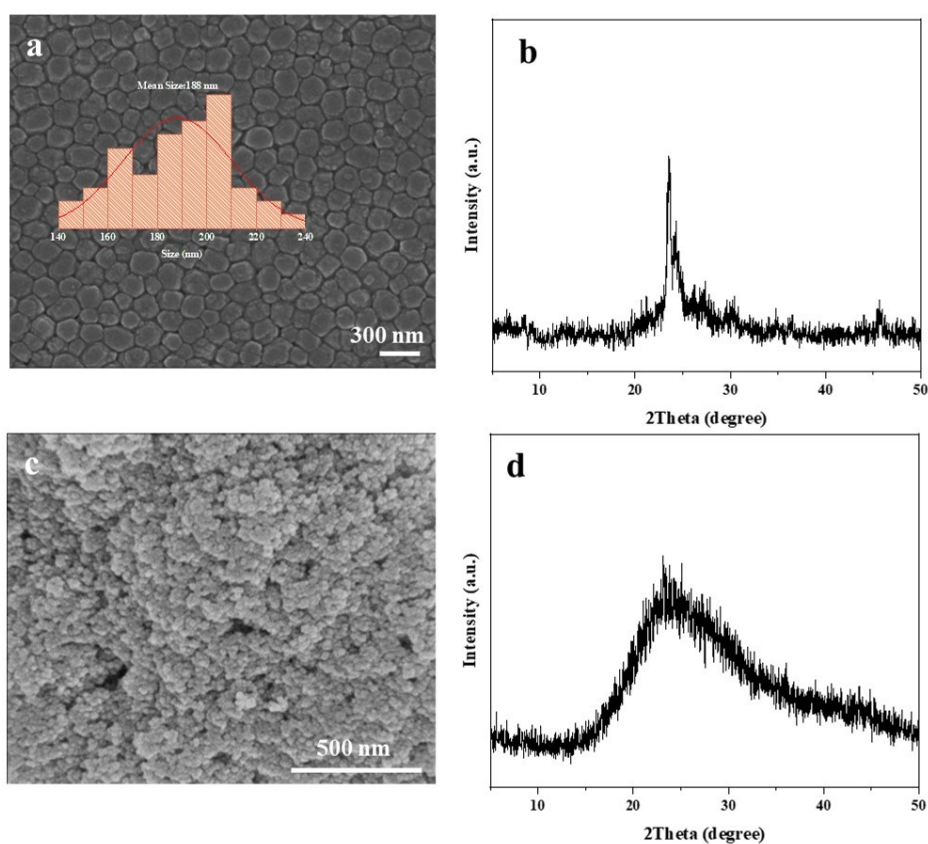 a
Mean Size:188 nm
140 160 180 200 220 240
Size (nm)
300 nm
b
Intensity (a.u.)
10 20 30 40 50
2Theta (degree)
c
500 nm
d
Intensity (a.u.)
10 20 30 40 50
2Theta (degree)